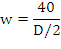 w = 40 / D/2